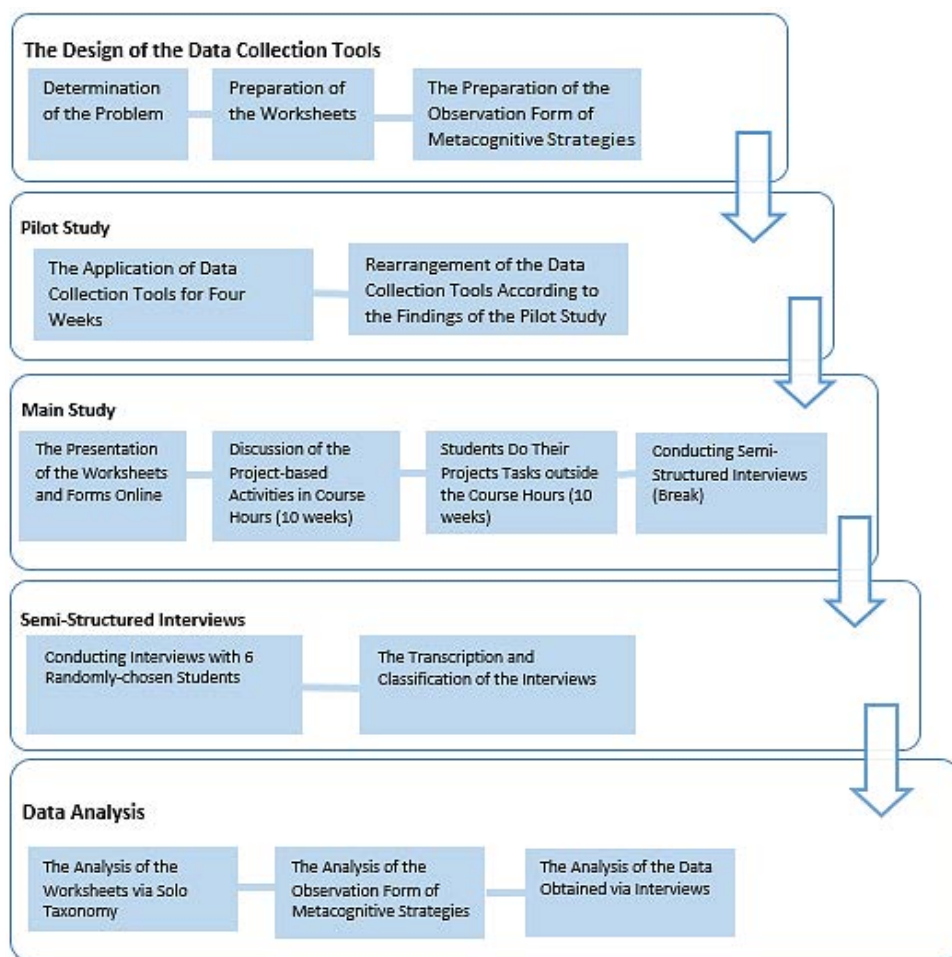 The Design of the Data Collection Tools
Determination
of the Problem
Preparation of
the Worksheets
The Preparation of the
Observation Form of
Metacognitive Strategies
Pilot Study
The Application of Data
Collection Tools for Four
Weeks
Rearrangement of the Data
Collection Tools According to
the Findings of the Pilot Study
Main Study
The Presentation
of the Worksheets
and Forms Online
Discussion of the
Project-based
Activities in Course
Hours (10 weeks)
Students Do Their
Projects Tasks outside
the Course Hours (10
weeks)
Conducting Semi-
Structured Interviews
(Break)
Semi-Structured Interviews
Conducting Interviews with 6
Randomly-chosen Students
The Transcription and
Classification of the Interviews
Data Analysis
The Analysis of the
Worksheets via Solo
Taxonomy
The Analysis of the
Observation Form of
Metacognitive Strategies
The Analysis of the Data
Obtained via Interviews